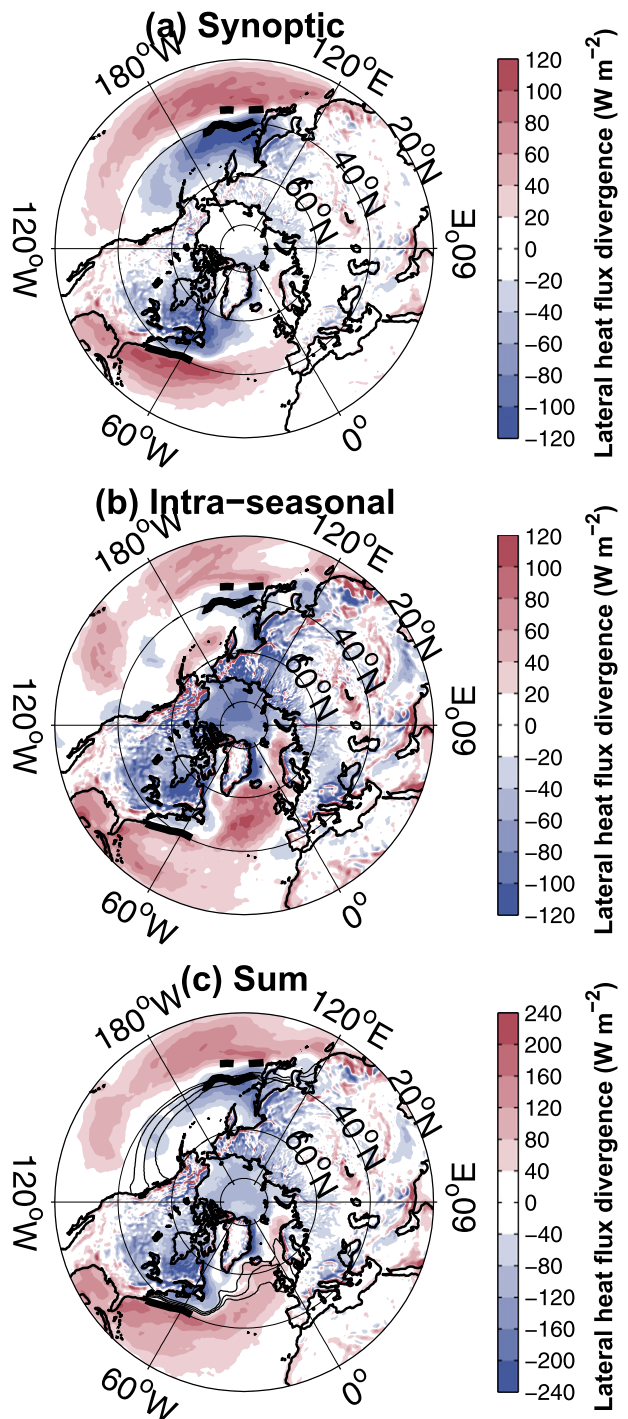 (a) Synoptic
180°W
120°E
20°N
40°N
60°N
120°W
60°E
60°W
0°
120
100
80
60
40
20
0
−20
−40
−60
−80
−100
−120
Lateral heat flux divergence (W m−2)
(b) Intra−seasonal
180°W
120°E
20°N
40°N
60°N
120°W
60°E
60°W
0°
120
100
80
60
40
20
0
−20
−40
−60
−80
−100
−120
Lateral heat flux divergence (W m−2)
(c) Sum
180°W
120°E
20°N
40°N
60°N
120°W
60°E
60°W
0°
240
200
160
120
80
40
0
−40
−80
−120
−160
−200
−240
Lateral heat flux divergence (W m−2)